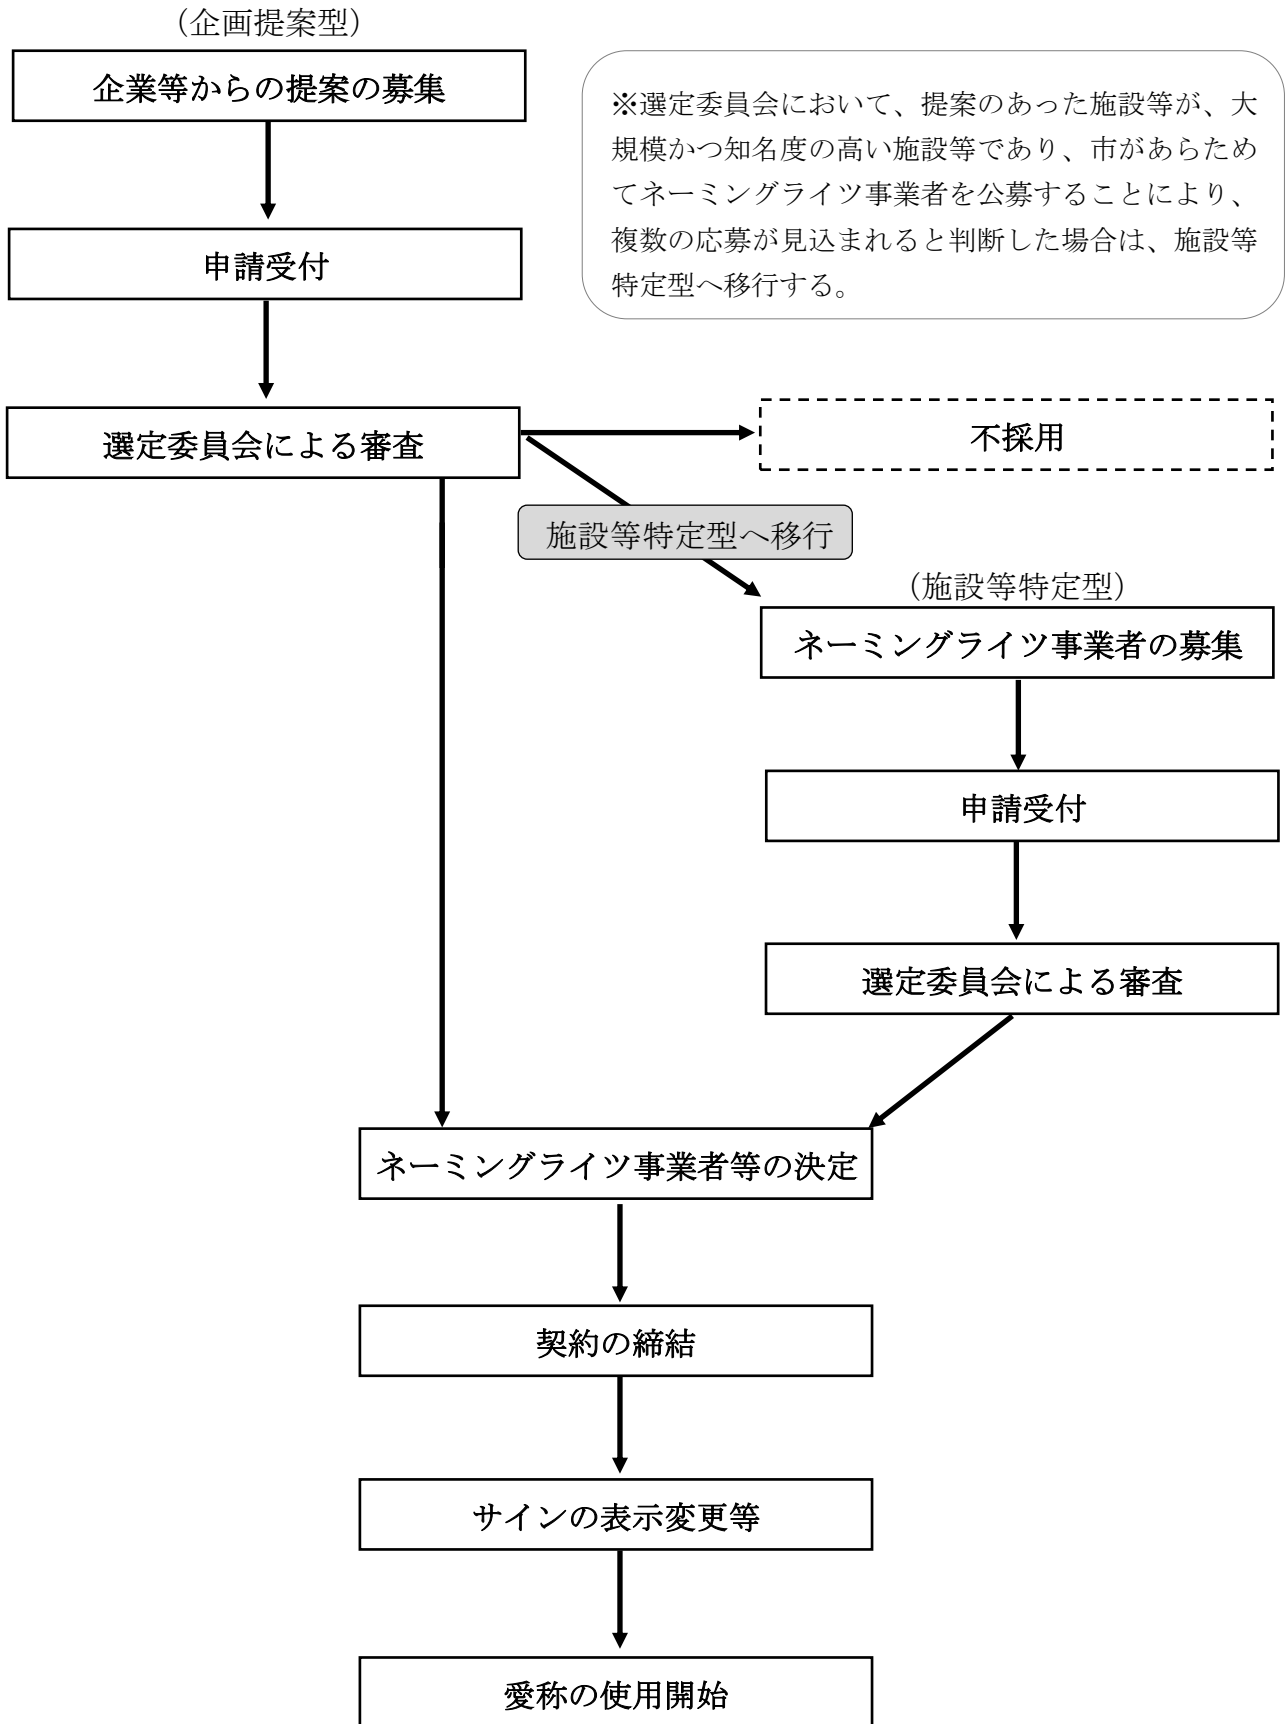 （企画提案型）
企業等からの提案の募集
※選定委員会において、提案のあった施設等が、大
規模かつ知名度の高い施設等であり、市があらため
てネーミングライツ事業者を公募することにより、
複数の応募が見込まれると判断した場合は、施設等
特定型へ移行する。
申請受付
選定委員会による審査
不採用
施設等特定型へ移行
（施設等特定型）
ネーミングライツ事業者の募集
申請受付
選定委員会による審査
ネーミングライツ事業者等の決定
契約の締結
サインの表示変更等
愛称の使用開始